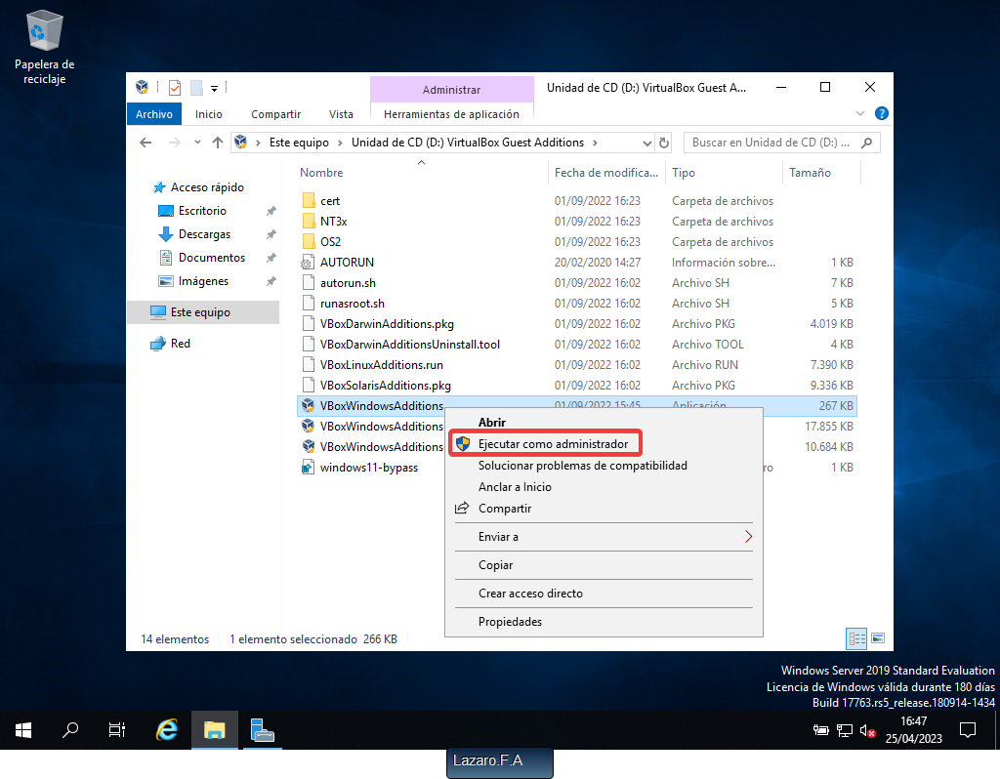 Papelera de
reciclaje
Administrar
Unidad de CD (D:) VirtualBox Guest A...
Archivo
Inicio
Compartir
Vista
Herramientas de aplicación
Este equipo
Unidad de CD (D:) VirtualBox Guest Additions
Buscar en Unidad de CD (D:) ...
Nombre
Fecha de modifica...
Tipo
Tamaño
Acceso rápido
Escritorio
Descargas
Documentos
Imágenes
Este equipo
Red
cert 01/09/2022 16:23 Carpeta de archivos
NT3x 01/09/2022 16:23 Carpeta de archivos
OS2 01/09/2022 16:23 Carpeta de archivos
AUTORUN 20/02/2020 14:27 Información sobre... 1 KB
autorun.sh 01/09/2022 16:02 Archivo SH 7 KB
runasroot.sh 01/09/2022 16:02 Archivo SH 5 KB
VBoxDarwinAdditions.pkg 01/09/2022 16:02 Archivo PKG 4.019 KB
VBoxDarwinAdditionsUninstall.tool 01/09/2022 16:02 Archivo TOOL 4 KB
VBoxLinuxAdditions.run 01/09/2022 16:02 Archivo RUN 7.390 KB
VBoxSolarisAdditions.pkg 01/09/2022 16:02 Archivo PKG 9.336 KB
VBoxWindowsAdditions 01/09/2022 15:45 Aplicación 267 KB
VBoxWindowsAdditions 17.855 KB
VBoxWindowsAdditions 10.684 KB
windows11-bypass ro 1 KB
Abrir
Ejecutar como administrador
Solucionar problemas de compatibilidad
Anclar a Inicio
Compartir
Enviar a
Copiar
Crear acceso directo
Propiedades
14 elementos
1 elemento seleccionado 266 KB
Windows Server 2019 Standard Evaluation
Licencia de Windows válida durante 180 días
Build 17763.rs5_release.180914-1434
16:47
25/04/2023
Lazaro.F.A